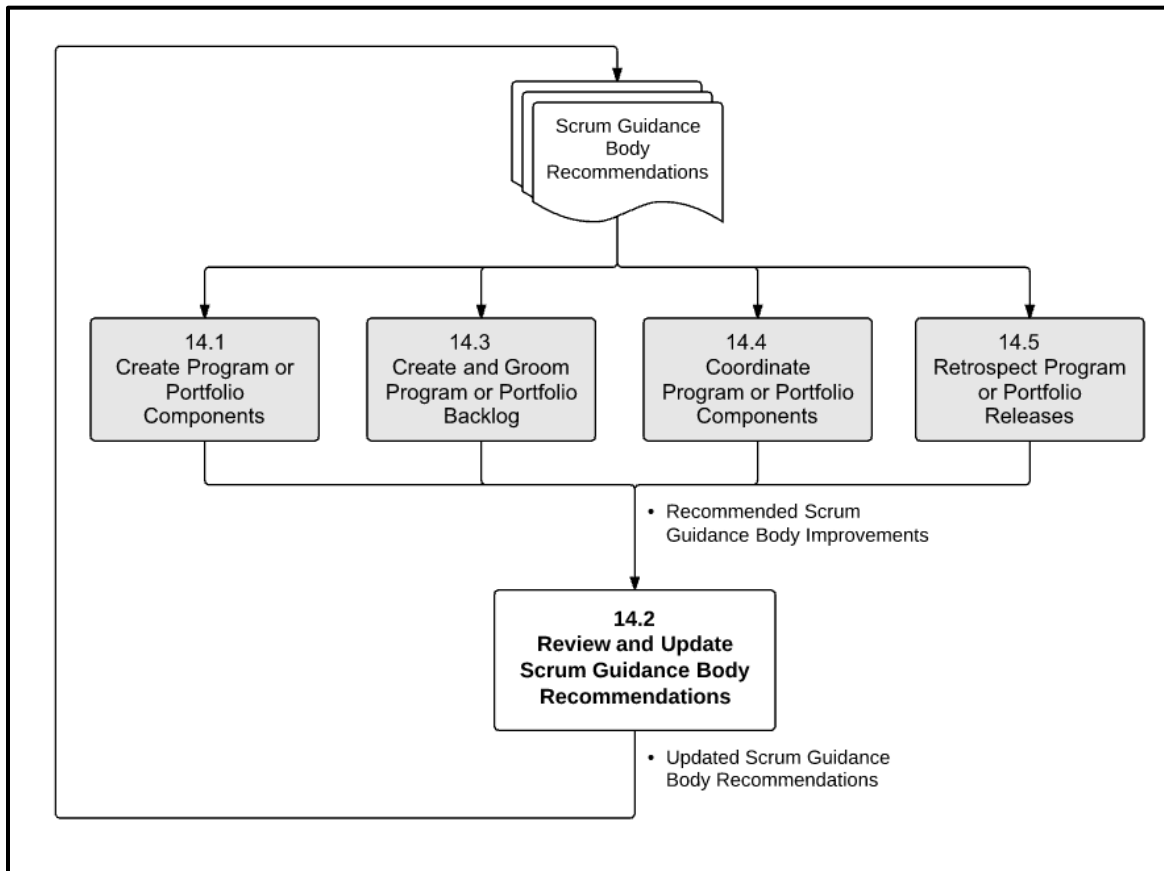 Scrum Guidance
Body
Recommendations
14.1
Create Program or
Portfolio
Components
14.3
Create and Groom
Program or Portfolio
Backlog
14.4
Coordinate
Program or Portfolio
Components
14.5
Retrospect Program
or Portfolio
Releases
• Recommended Scrum
Guidance Body Improvements
14.2
Review and Update
Scrum Guidance Body
Recommendations
• Updated Scrum Guidance
Body Recommendations